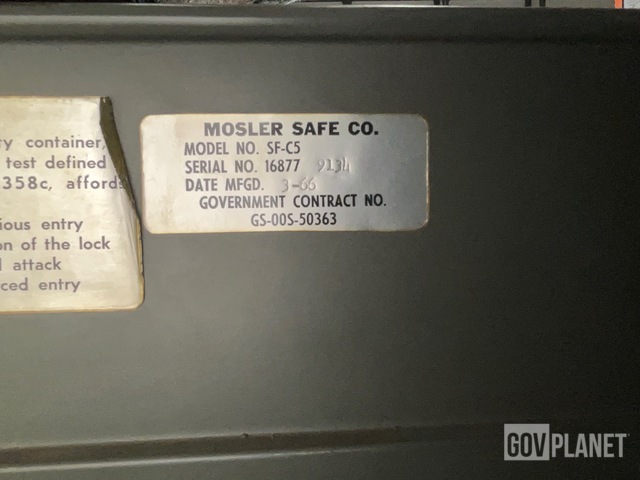 ty container,
test defined
358c, affords
ious entry
on of the lock
attack
ced entry
MOSLER SAFE CO.
MODEL NO. SF-C5
SERIAL NO. 16877 9134
DATE MFGD. 3-66
GOVERNMENT CONTRACT NO.
GS-00S-50363
GOVPLANET